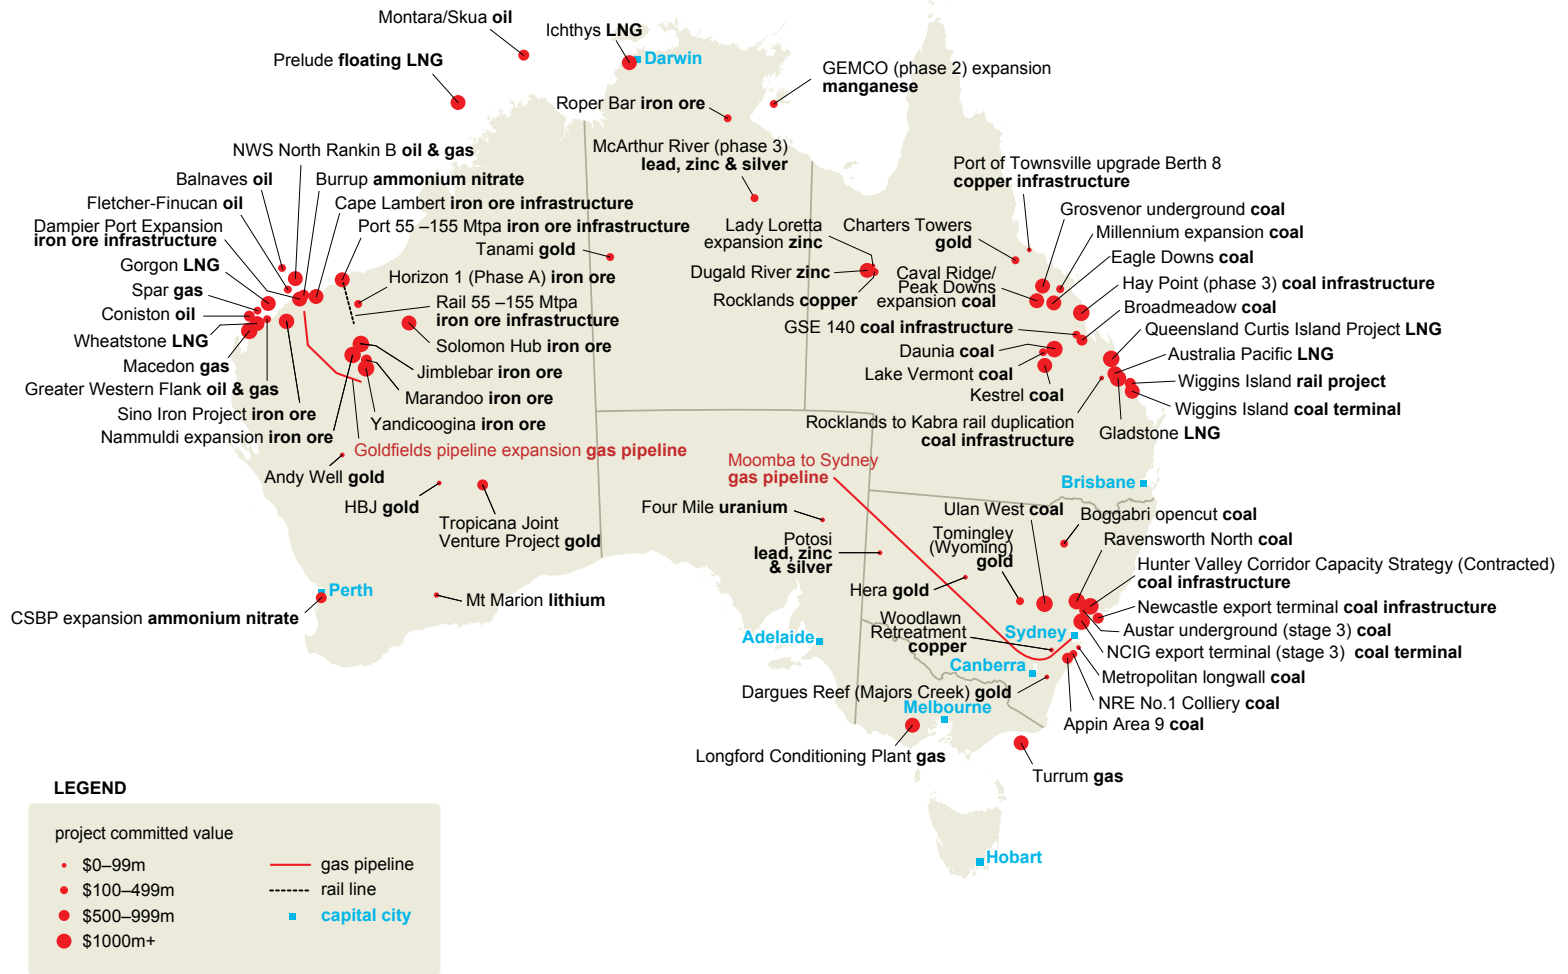 Montara/Skua oil
Ichthys LNG
Darwin
Prelude floating LNG
GEMCO (phase 2) expansion
manganese
Roper Bar iron ore
McArthur River (phase 3)
lead, zinc & silver
NWS North Rankin B oil & gas
Balnaves oil
Burrup ammonium nitrate
Fletcher-Finucan oil
Cape Lambert iron ore infrastructure
Dampier Port Expansion
iron ore infrastructure
Port 55 –155 Mtpa iron ore infrastructure
Tanami gold
Gorgon LNG
Horizon 1 (Phase A) iron ore
Spar gas
Rail 55 –155 Mtpa
iron ore infrastructure
Coniston oil
Wheatstone LNG
Solomon Hub iron ore
Macedon gas
Jimblebar iron ore
Greater Western Flank oil & gas
Marandoo iron ore
Sino Iron Project iron ore
Yandicoogina iron ore
Nammuldi expansion iron ore
Goldfields pipeline expansion gas pipeline
Andy Well gold
HBJ gold
Tropicana Joint
Venture Project gold
Perth
Mt Marion lithium
CSBP expansion ammonium nitrate
Port of Townsville upgrade Berth 8
copper infrastructure
Lady Loretta
expansion zinc
Charters Towers
gold
Grosvenor underground coal
Millennium expansion coal
Eagle Downs coal
Dugald River zinc
Caval Ridge/
Peak Downs
expansion coal
Hay Point (phase 3) coal infrastructure
Rocklands copper
Broadmeadow coal
GSE 140 coal infrastructure
Queensland Curtis Island Project LNG
Daunia coal
Australia Pacific LNG
Lake Vermont coal
Wiggins Island rail project
Kestrel coal
Wiggins Island coal terminal
Rocklands to Kabra rail duplication
coal infrastructure
Gladstone LNG
Moomba to Sydney
gas pipeline
Brisbane
Four Mile uranium
Ulan West coal
Boggabri opencut coal
Potosi
lead, zinc
& silver
Tomingley
(Wyoming)
gold
Ravensworth North coal
Hunter Valley Corridor Capacity Strategy (Contracted)
coal infrastructure
Hera gold
Newcastle export terminal coal infrastructure
Woodlawn
Retreatment
copper
Sydney
Austar underground (stage 3) coal
Adelaide
NCIG export terminal (stage 3) coal terminal
Canberra
Metropolitan longwall coal
Dargues Reef (Majors Creek) gold
NRE No.1 Colliery coal
Melbourne
Appin Area 9 coal
Longford Conditioning Plant gas
Turrum gas
Hobart
LEGEND
project committed value
$0–99m
$100–499m
$500–999m
$1000m+
gas pipeline
rail line
capital city